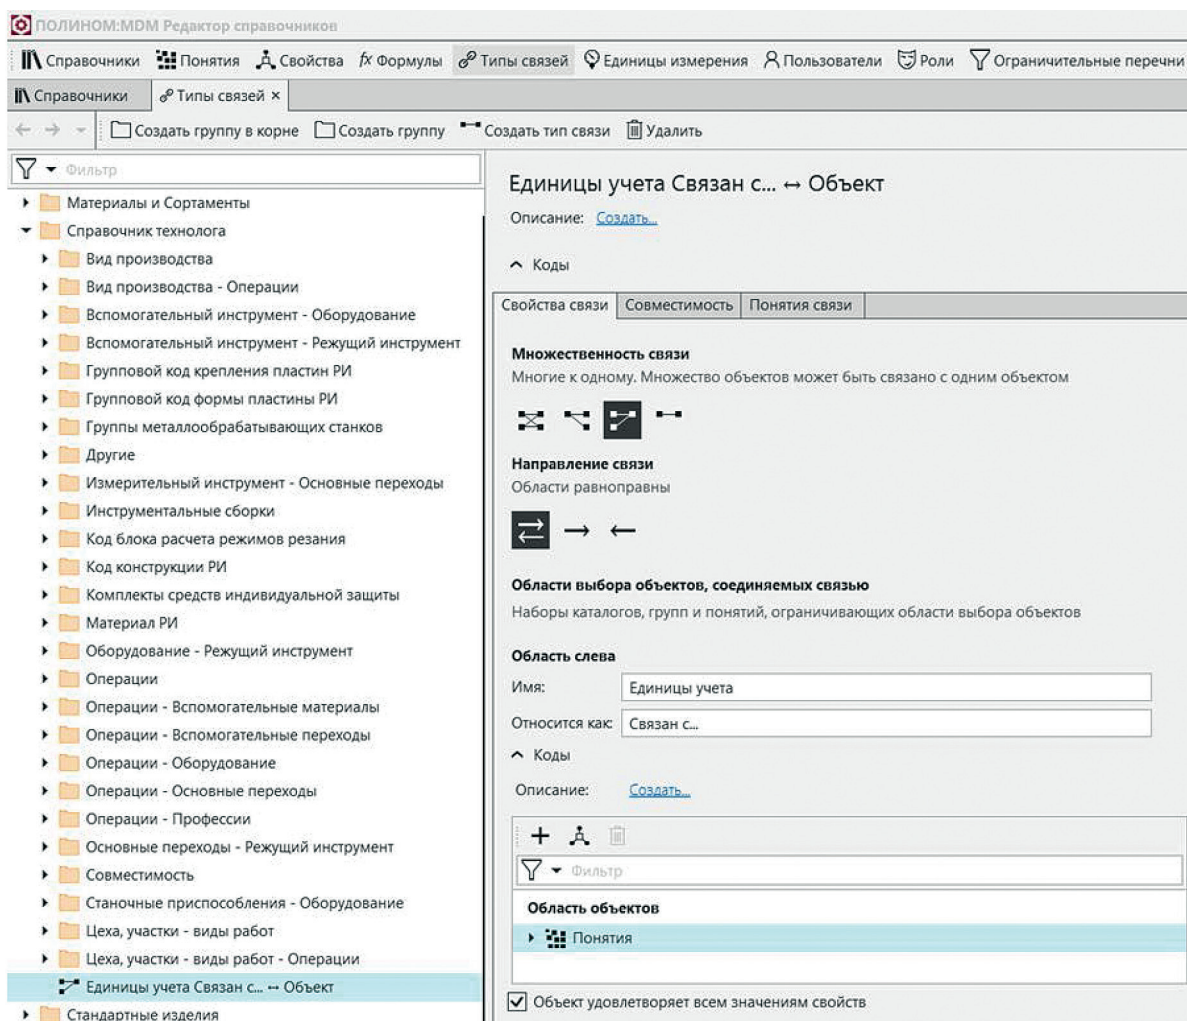 ПОЛИНОМ:MDM Редактор справочников
Справочники Понятия Свойства fx Формулы Типы связей Единицы измерения Пользователи Роли Ограничительные перечни
Справочники Типы связей ×
Создать группу в корне Создать группу Создать тип связи Удалить
Фильтр
Материалы и Сортаменты
Справочник технолога
Вид производства
Вид производства - Операции
Вспомогательный инструмент - Оборудование
Вспомогательный инструмент - Режущий инструмент
Групповой код крепления пластин РИ
Групповой код формы пластины РИ
Группы металлообрабатывающих станков
Другие
Измерительный инструмент - Основные переходы
Инструментальные сборки
Код блока расчета режимов резания
Код конструкции РИ
Комплекты средств индивидуальной защиты
Материал РИ
Оборудование - Режущий инструмент
Операции
Операции - Вспомогательные материалы
Операции - Вспомогательные переходы
Операции - Оборудование
Операции - Основные переходы
Операции - Профессии
Основные переходы - Режущий инструмент
Совместимость
Станочные приспособления - Оборудование
Цеха, участки - виды работ
Цеха, участки - виды работ - Операции
Единицы учета Связан с... ↔ Объект
Стандартные изделия
Единицы учета Связан с... ↔ Объект
Описание: Создать...
Коды
Свойства связи Совместимость Понятия связи
Множественность связи
Многие к одному. Множество объектов может быть связано с одним объектом
Направление связи
Области равноправны
Области выбора объектов, соединяемых связью
Наборы каталогов, групп и понятий, ограничивающих области выбора объектов
Область слева
Имя: Единицы учета
Относится как: Связан с...
Коды
Описание: Создать...
Фильтр
Область объектов
Понятия
Объект удовлетворяет всем значениям свойств